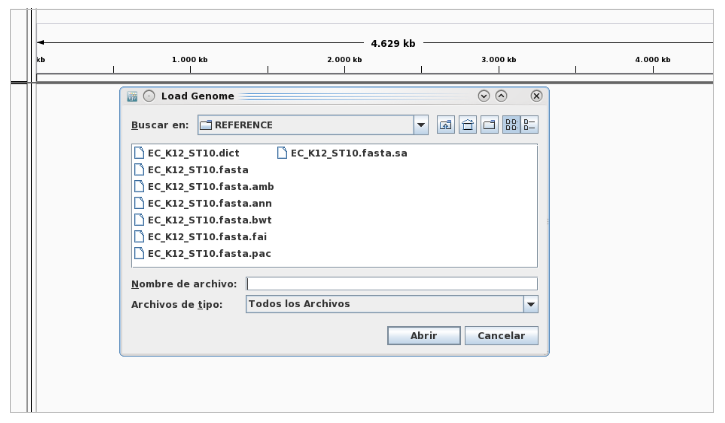 4.629 kb
kb
1.000 kb
2.000 kb
3.000 kb
4.000 kb
Load Genome
Buscar en:
REFERENCE
EC_K12_ST10.dict
EC_K12_ST10.fasta
EC_K12_ST10.fasta.amb
EC_K12_ST10.fasta.ann
EC_K12_ST10.fasta.bwt
EC_K12_ST10.fasta.fai
EC_K12_ST10.fasta.pac
EC_K12_ST10.fasta.sa
Nombre de archivo:
Archivos de tipo:
Todos los Archivos
Abrir
Cancelar